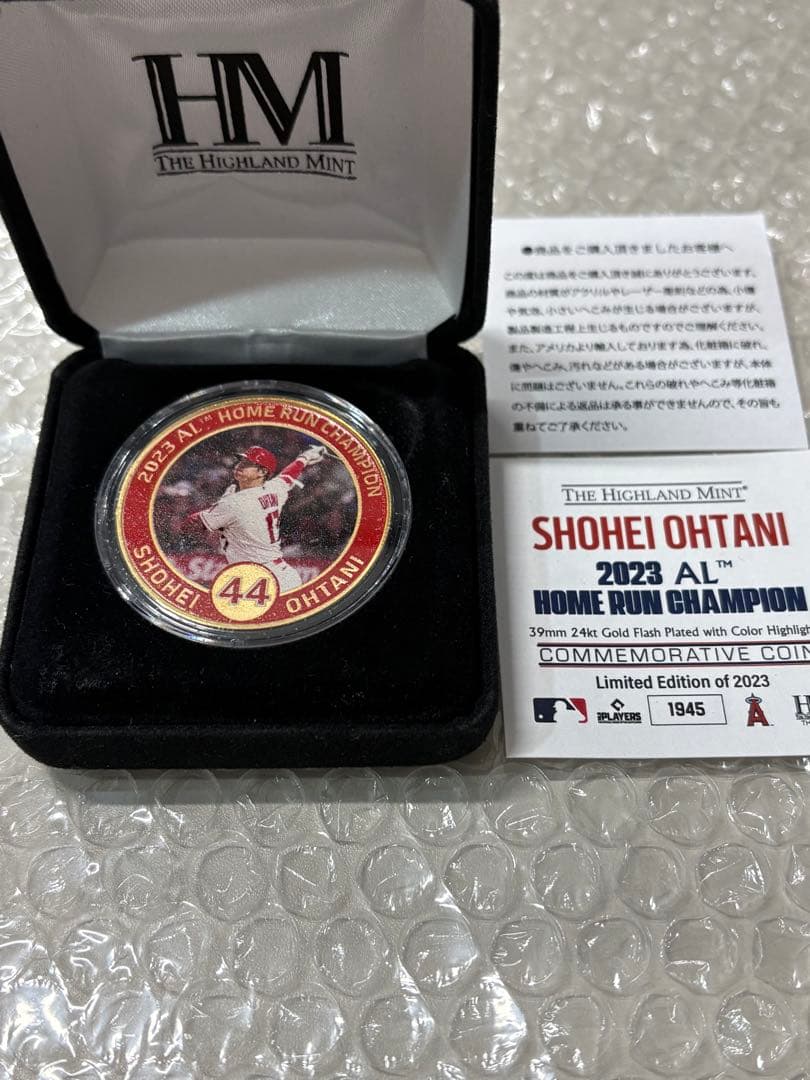 HM
THE HIGHLAND MINT
2023 AL™ HOME RUN CHAMPION
OHTANI
17
SHOHEI
44
OHTANI
●商品をご購入頂きましたお客様へ
この度は商品をご購入頂き誠にありがとうございます。
商品の材質がアクリルやレーザー彫刻などの為、小傷
や気泡、小さいへこみが生じる場合がございますが、
製品製造工程上生じるものですのでご理解ください。
また、アメリカより輸入しております為、化粧箱に破れ、
傷やへこみ、汚れなどがある場合がございますが、本体
に問題はございません。これらの破れやへこみ等化粧箱
の不備による返品は承る事ができませんので、その旨も
重ねてご了承ください。
THE HIGHLAND MINT®
SHOHEI OHTANI
2023 AL™
HOME RUN CHAMPION
39mm 24kt Gold Flash Plated with Color Highligh
COMMEMORATIVE COIN
Limited Edition of 2023
PLAYERS
1945
A